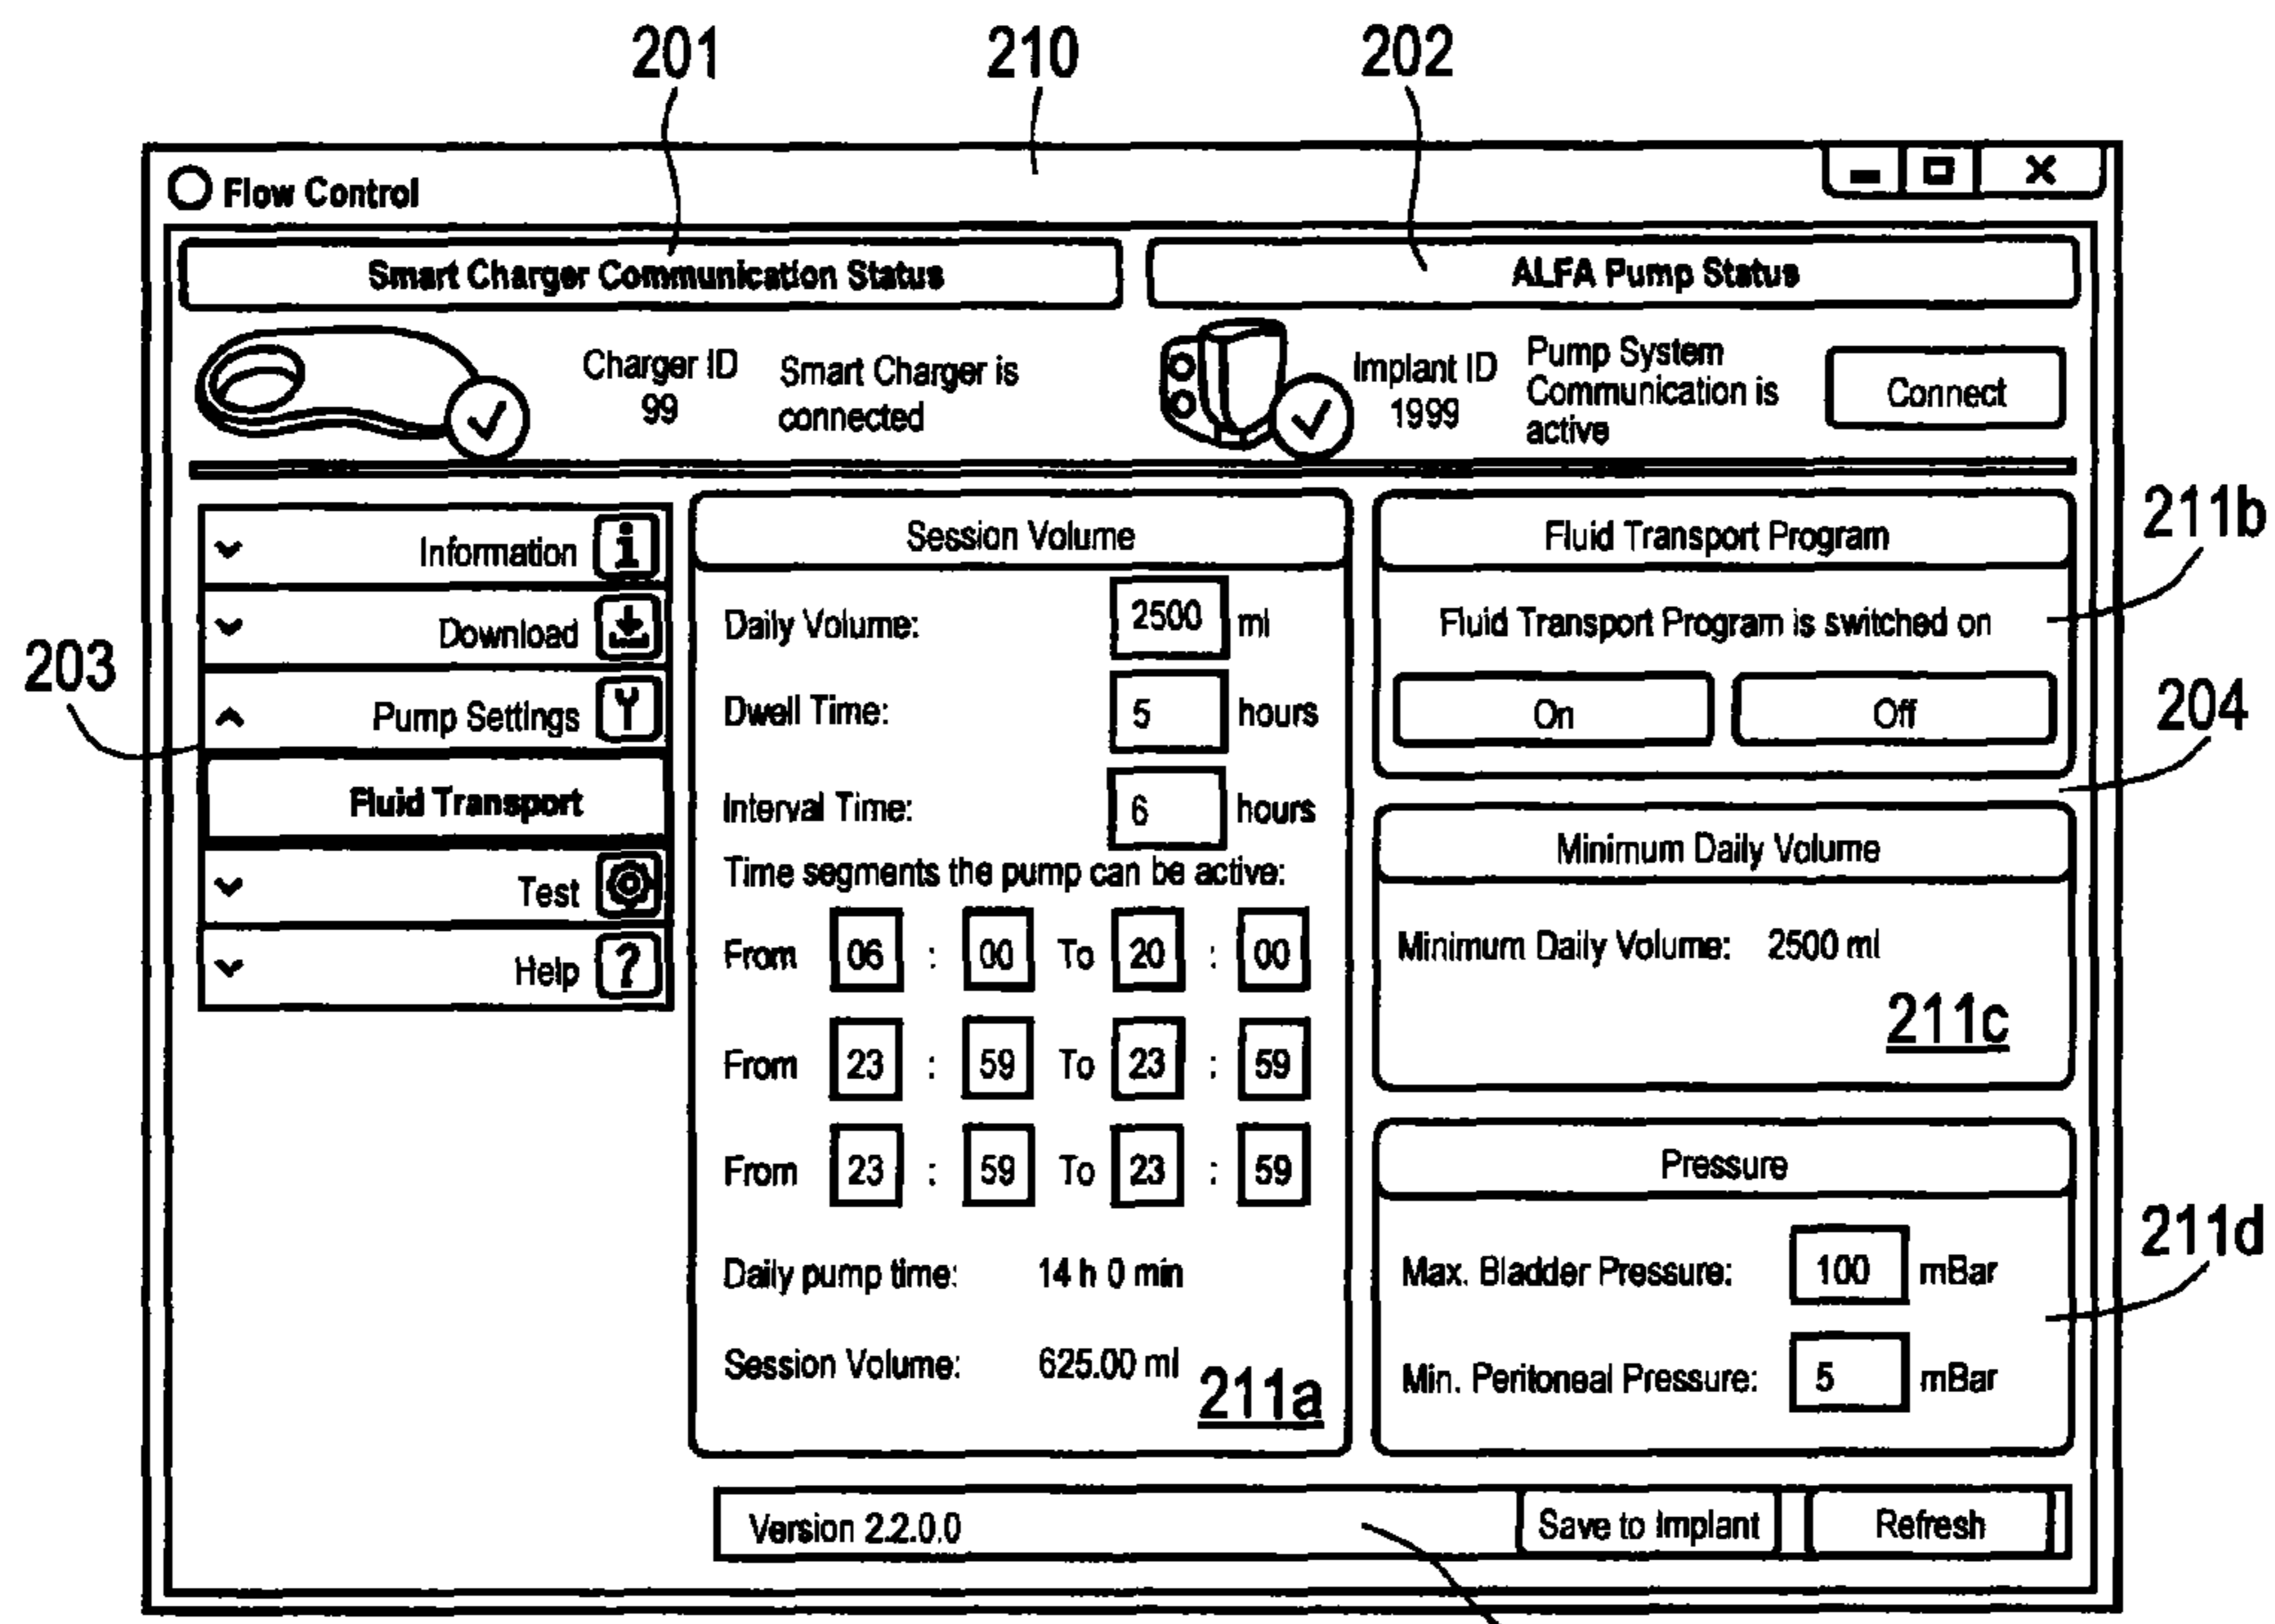 201 210 202
Flow Control
Smart Charger Communication Status
ALFA Pump Status
Charger ID
99
Smart Charger is
connected
Implant ID
1999
Pump System
Communication is
active
Connect
203
Information
Download
Pump Settings
Fluid Transport
Test
Help
Session Volume
Daily Volume: 2500 ml
Dwell Time: 5 hours
Interval Time: 6 hours
Time segments the pump can be active:
From 06 : 00 To 20 : 00
From 23 : 59 To 23 : 59
From 23 : 59 To 23 : 59
Daily pump time: 14 h 0 min
Session Volume: 625.00 ml
211a
Fluid Transport Program
211b
Fluid Transport Program is switched on
On Off
204
Minimum Daily Volume
Minimum Daily Volume: 2500 ml
211c
Pressure
211d
Max. Bladder Pressure: 100 mBar
Min. Peritoneal Pressure: 5 mBar
Version 2.2.0.0 Save to Implant Refresh